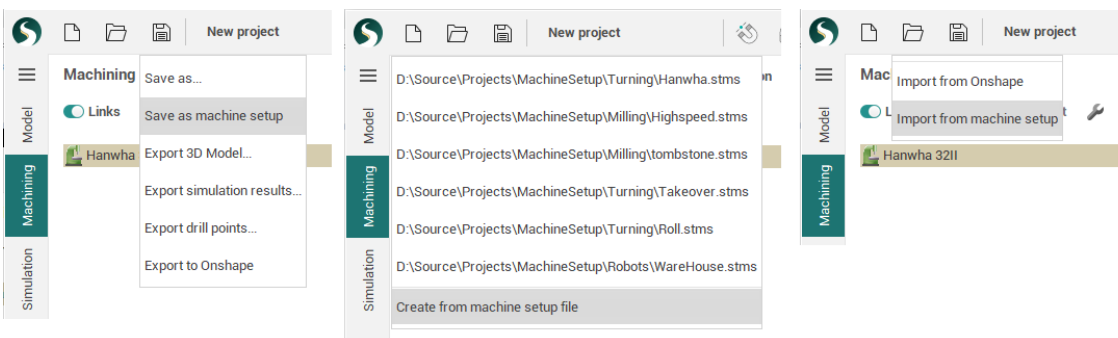 New project
Machining
Save as...
Links
Save as machine setup
Model
Hanwha
Export 3D Model...
Machining
Export simulation results...
Export drill points...
Simulation
Export to Onshape
New project
D:\Source\Projects\MachineSetup\Turning\Hanwha.stms
on
Model
D:\Source\Projects\MachineSetup\Milling\Highspeed.stms
D:\Source\Projects\MachineSetup\Milling\tombstone.stms
Machining
D:\Source\Projects\MachineSetup\Turning\Takeover.stms
D:\Source\Projects\MachineSetup\Turning\Roll.stms
Simulation
D:\Source\Projects\MachineSetup\Robots\WareHouse.stms
Create from machine setup file
New project
Mac
Import from Onshape
L
Import from machine setup
t
Model
Hanwha 32II
Machining